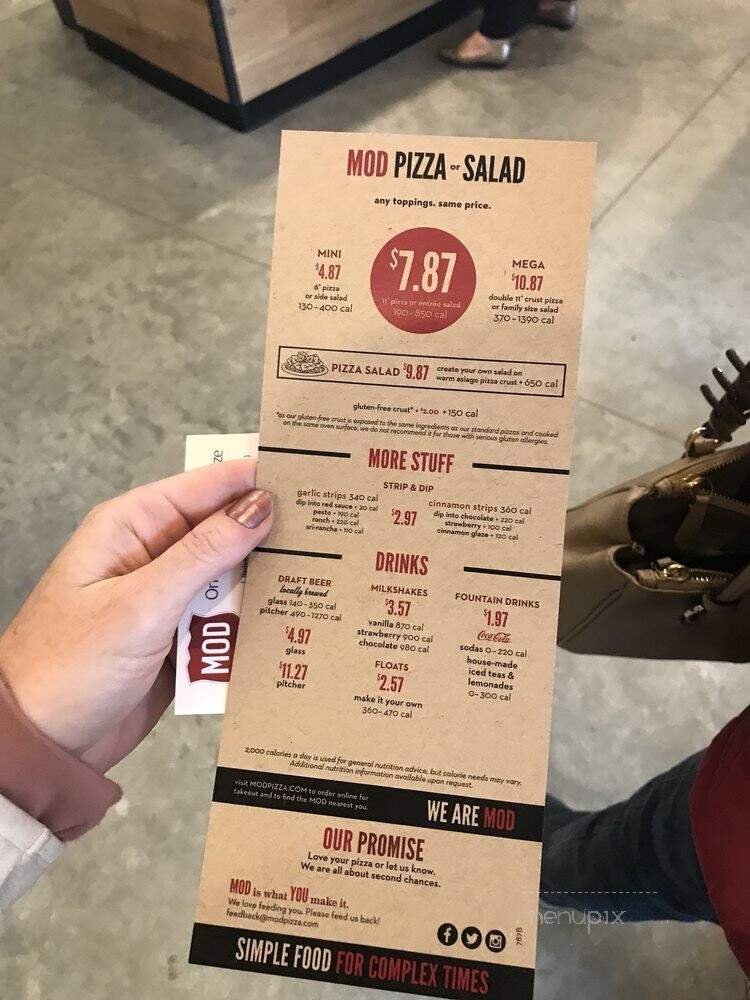 MOD PIZZA or SALAD
any toppings. same price.
MINI
$4.87
6" pizza
or side salad
130-400 cal
$7.87
11" pizza or entrée salad
190-850 cal
MEGA
$10.87
double 11" crust pizza
or family size salad
370-1390 cal
PIZZA SALAD $9.87 create your own salad on
warm asiago pizza crust + 650 cal
gluten-free crust* + $2.00 +150 cal
*as our gluten-free crust is exposed to the same ingredients as our standard pizzas and cooked
on the same oven surface, we do not recommend it for those with serious gluten allergies.
MORE STUFF
STRIP & DIP
garlic strips 340 cal
dip into red sauce + 20 cal
pesto + 190 cal
ranch + 220 cal
sri-rancha + 110 cal
$2.97
cinnamon strips 360 cal
dip into chocolate + 220 cal
strawberry + 100 cal
cinnamon glaze + 120 cal
DRINKS
DRAFT BEER
locally brewed
glass 140-350 cal
pitcher 490-1270 cal
$4.97
glass
$11.27
pitcher
MILKSHAKES
$3.57
vanilla 870 cal
strawberry 900 cal
chocolate 980 cal
FLOATS
$2.57
make it your own
360-470 cal
FOUNTAIN DRINKS
$1.97
Coca-Cola
sodas 0-220 cal
house-made
iced teas &
lemonades
0-300 cal
2,000 calories a day is used for general nutrition advice, but calorie needs may vary.
Additional nutrition information available upon request.
visit MODPIZZA.COM to order online for
takeout and to find the MOD nearest you.
WE ARE MOD
OUR PROMISE
Love your pizza or let us know.
We are all about second chances.
MOD is what YOU make it.
We love feeding you. Please feed us back!
feedback@modpizza.com
787B
SIMPLE FOOD FOR COMPLEX TIMES
MOD
On
ze
menupix